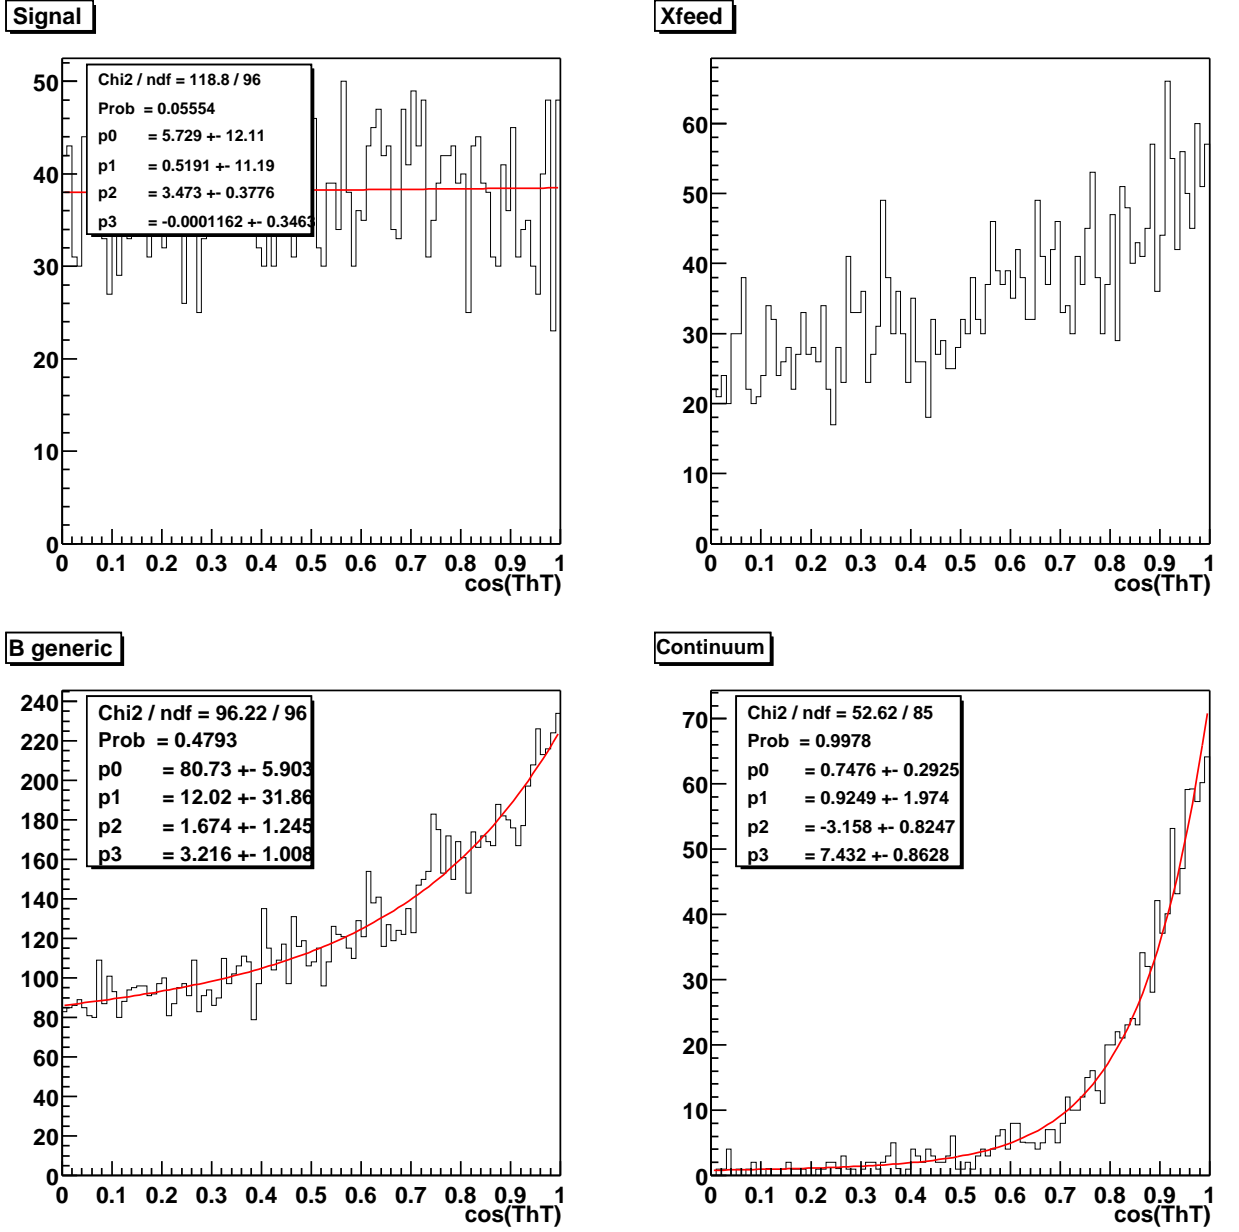 Signal
Chi2 / ndf = 118.8 / 96
Prob = 0.05554
p0 = 5.729 +- 12.11
p1 = 0.5191 +- 11.19
p2 = 3.473 +- 0.3776
p3 = -0.0001162 +- 0.3463
50
40
30
20
10
0
0 0.1 0.2 0.3 0.4 0.5 0.6 0.7 0.8 0.9 1
cos(ThT)
Xfeed
60
50
40
30
20
10
0
0 0.1 0.2 0.3 0.4 0.5 0.6 0.7 0.8 0.9 1
cos(ThT)
B generic
Chi2 / ndf = 96.22 / 96
Prob = 0.4793
p0 = 80.73 +- 5.903
p1 = 12.02 +- 31.86
p2 = 1.674 +- 1.245
p3 = 3.216 +- 1.008
240
220
200
180
160
140
120
100
80
60
40
20
0
0 0.1 0.2 0.3 0.4 0.5 0.6 0.7 0.8 0.9 1
cos(ThT)
Continuum
Chi2 / ndf = 52.62 / 85
Prob = 0.9978
p0 = 0.7476 +- 0.2925
p1 = 0.9249 +- 1.974
p2 = -3.158 +- 0.8247
p3 = 7.432 +- 0.8628
70
60
50
40
30
20
10
0
0 0.1 0.2 0.3 0.4 0.5 0.6 0.7 0.8 0.9 1
cos(ThT)